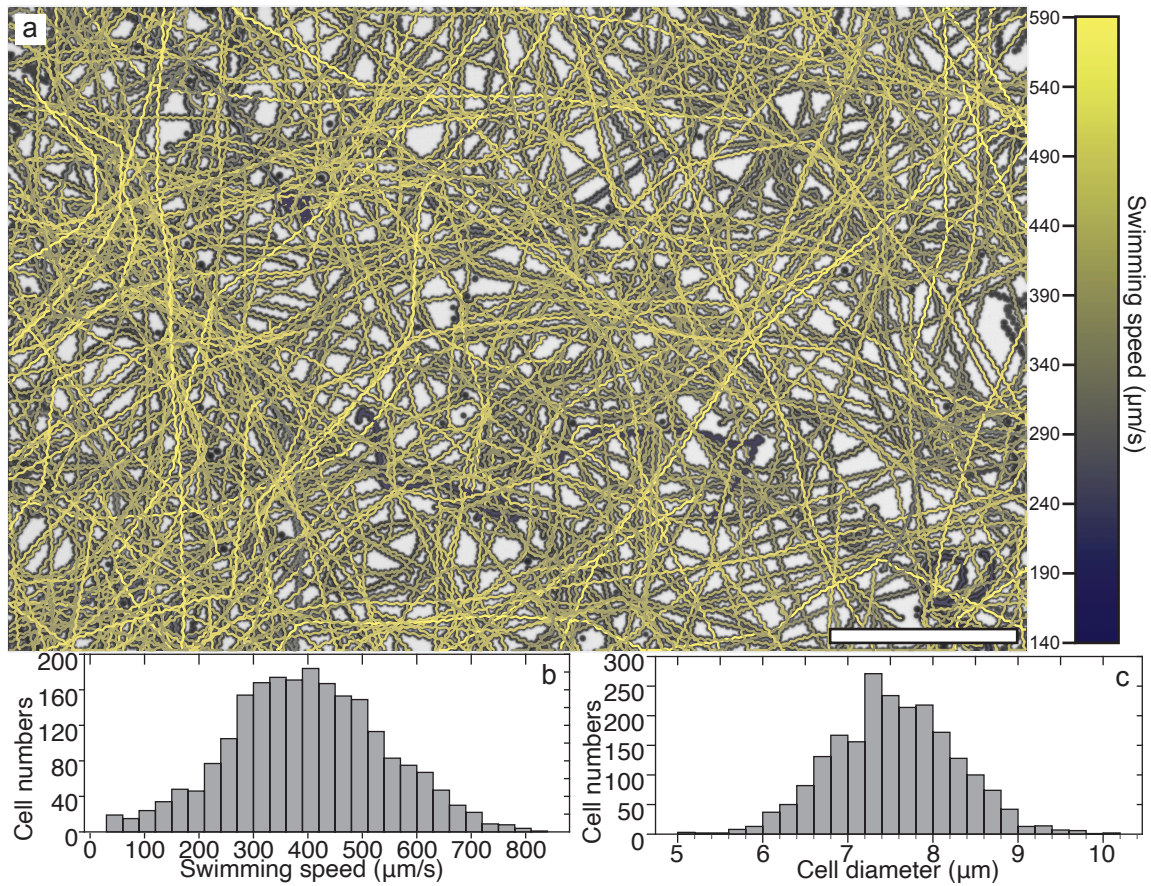 a
590
540
490
440
390
340
290
240
190
140
Swimming speed (µm/s)
b
200
160
120
80
40
0
Cell numbers
0 100 200 300 400 500 600 700 800
Swimming speed (µm/s)
c
300
250
200
150
100
50
0
Cell numbers
5 6 7 8 9 10
Cell diameter (µm)